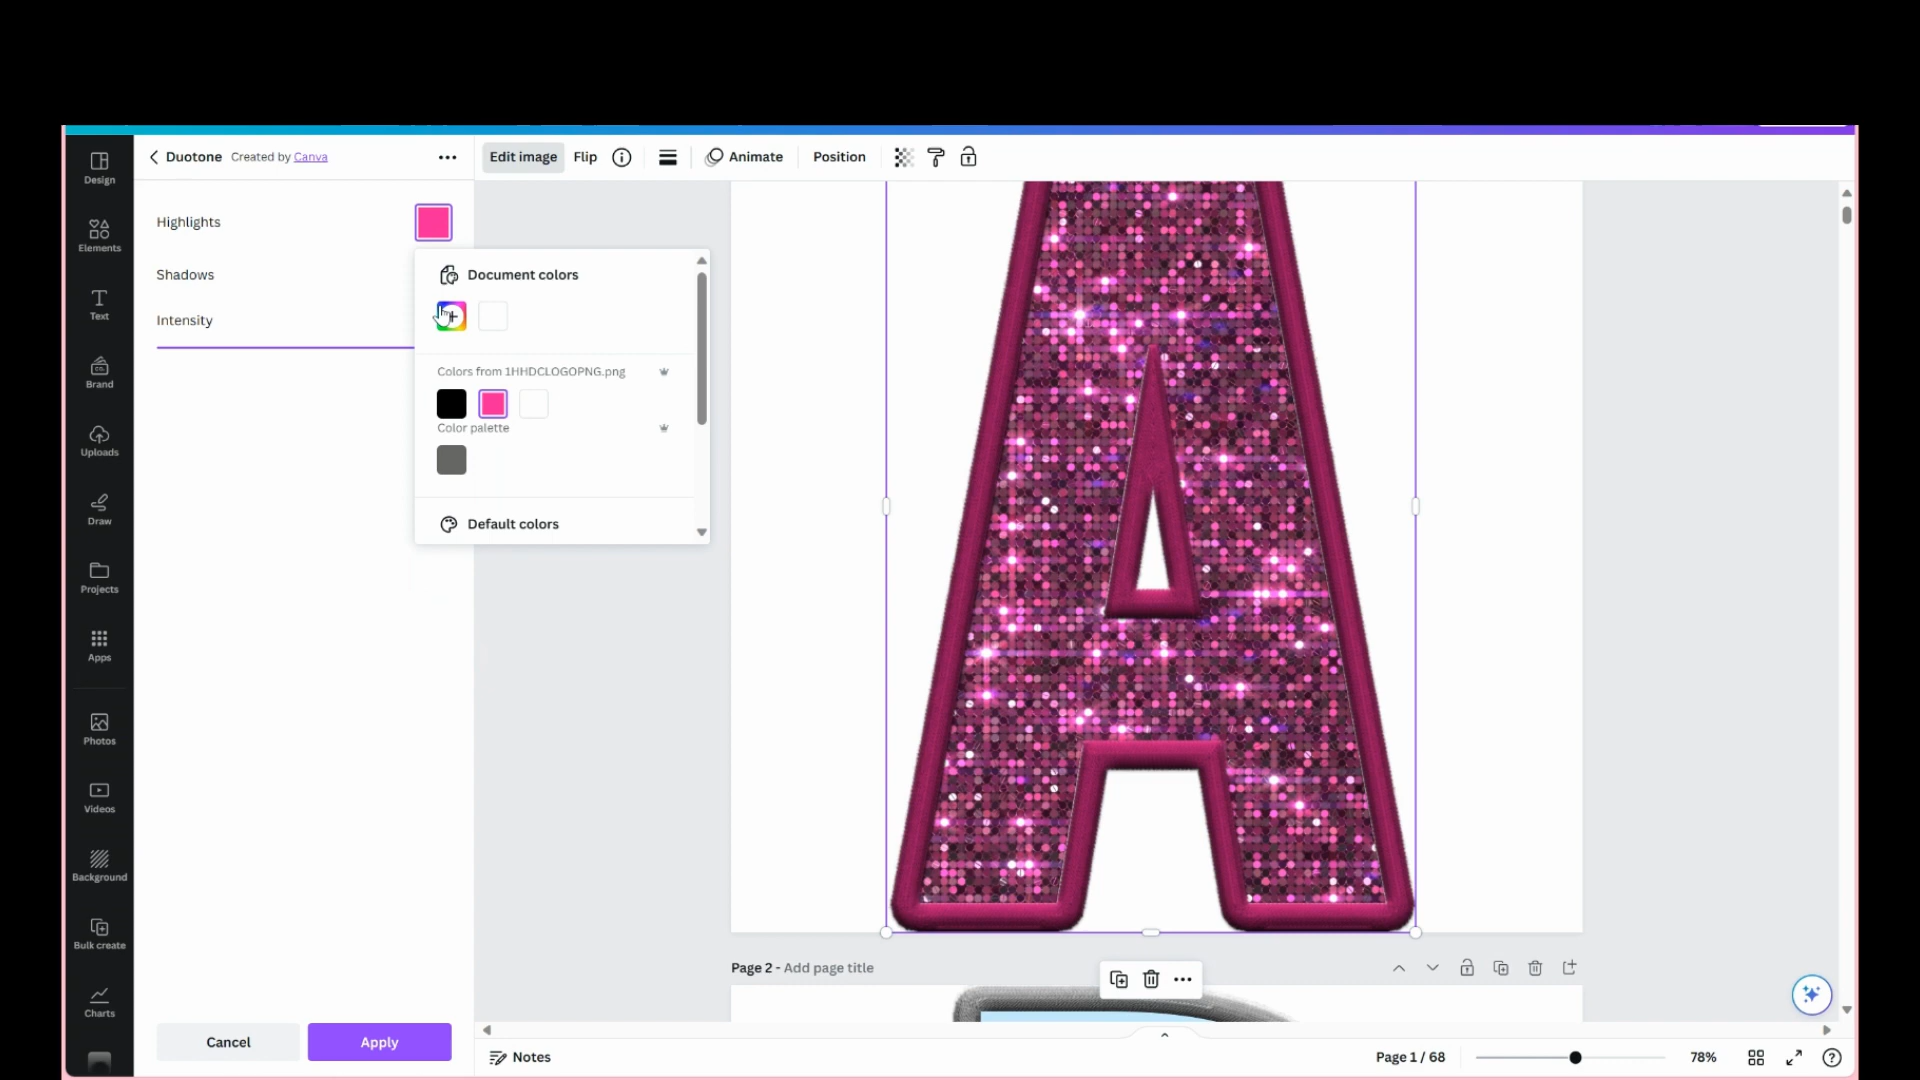 Duotone Created by Canva
Edit image Flip Animate Position
Design
Elements
Text
Brand
Uploads
Draw
Projects
Apps
Photos
Videos
Background
Bulk create
Charts
Highlights
Shadows
Intensity
Document colors
Colors from 1HHDCLOGOPNG.png
Color palette
Default colors
A
Page 2 - Add page title
Cancel Apply
Notes
Page 1 / 68
78%